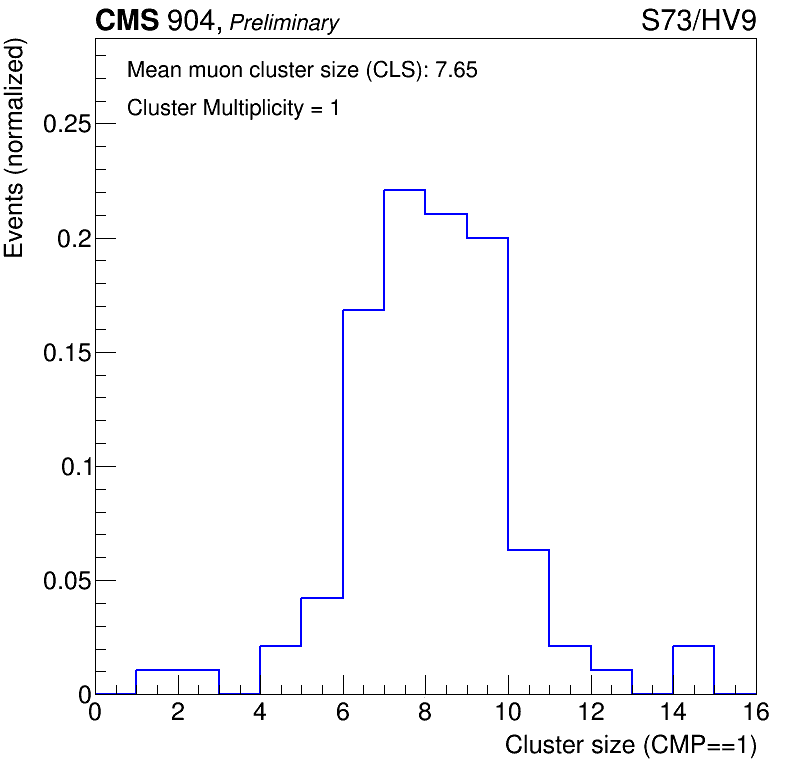 CMS 904, Preliminary
S73/HV9
Mean muon cluster size (CLS): 7.65
Cluster Multiplicity = 1
Events (normalized)
0.25
0.2
0.15
0.1
0.05
0
0 2 4 6 8 10 12 14 16
Cluster size (CMP==1)